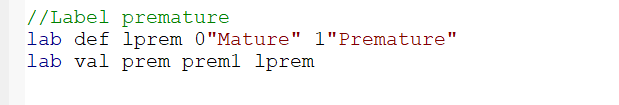 //Label premature
lab def lprem 0"Mature" 1"Premature"
lab val prem prem1 lprem